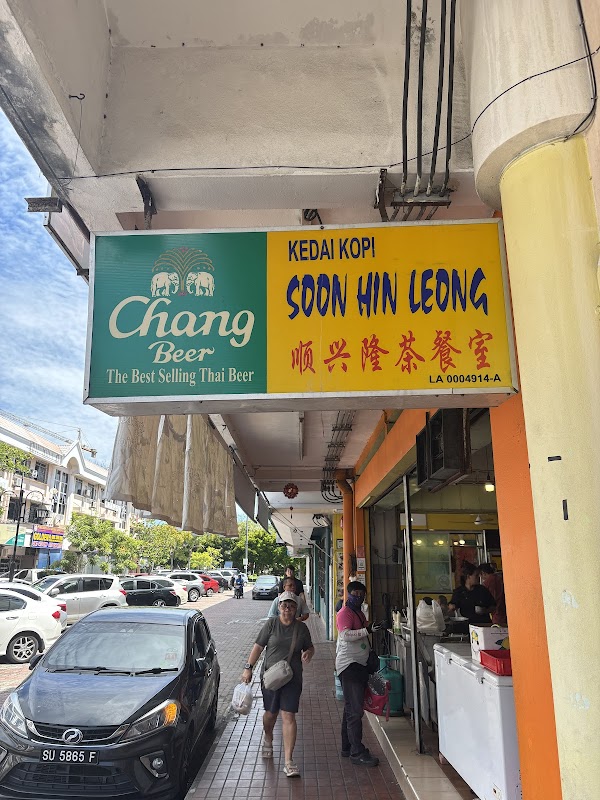 Chang
Beer
The Best Selling Thai Beer
KEDAI KOPI
SOON HIN LEONG
顺兴隆茶餐室
LA 0004914-A
SU 5865 F